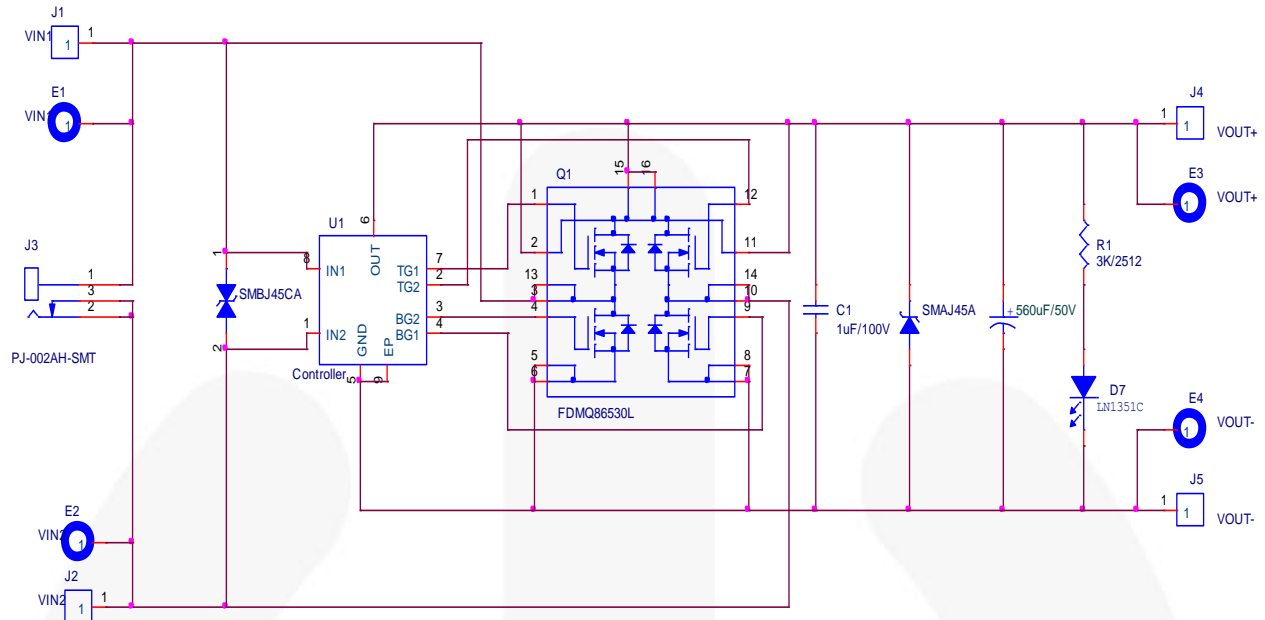 J1
VIN1
1
1
E1
VIN1
1
J3
1
3
2
PJ-002AH-SMT
E2
VIN2
1
J2
VIN2
1
1
1
SMBJ45CA
2
U1
6
OUT
8
IN1
1
IN2
GND
EP
5
9
TG1
7
TG2
2
BG2
3
BG1
4
Controller
Q1
15
16
1
2
13
3
4
5
6
12
11
14
10
9
8
7
FDMQ86530L
C1
1uF/100V
SMAJ45A
+
560uF/50V
R1
3K/2512
D7
LN1351C
J4
1
1
VOUT+
E3
1
VOUT+
E4
1
VOUT-
J5
1
1
VOUT-